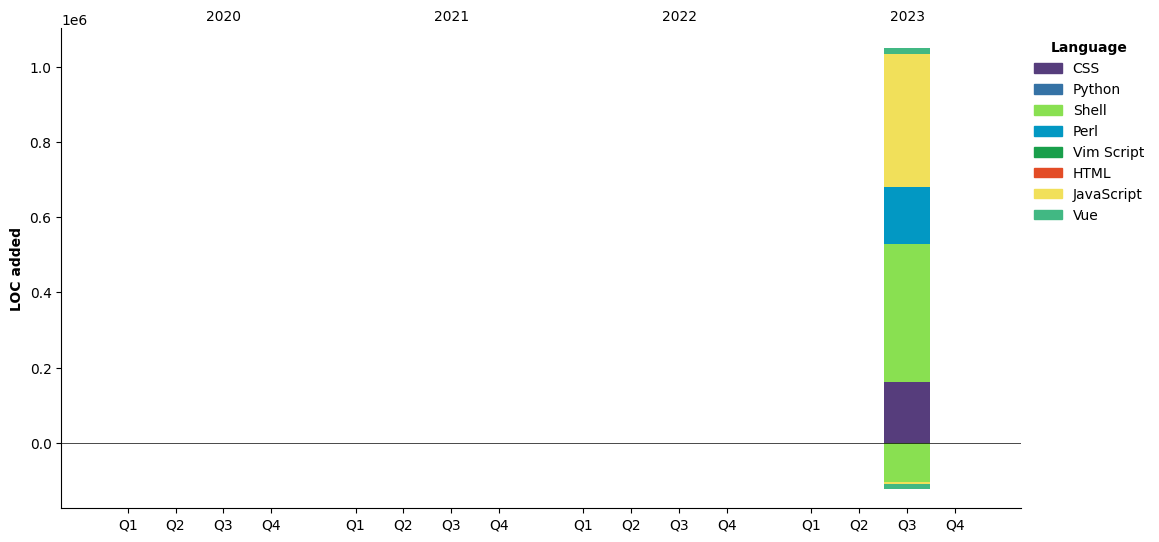 2020 2021 2022 2023
1e6
1.0
0.8
0.6
0.4
0.2
0.0
LOC added
Q1 Q2 Q3 Q4 Q1 Q2 Q3 Q4 Q1 Q2 Q3 Q4 Q1 Q2 Q3 Q4
Language
CSS
Python
Shell
Perl
Vim Script
HTML
JavaScript
Vue